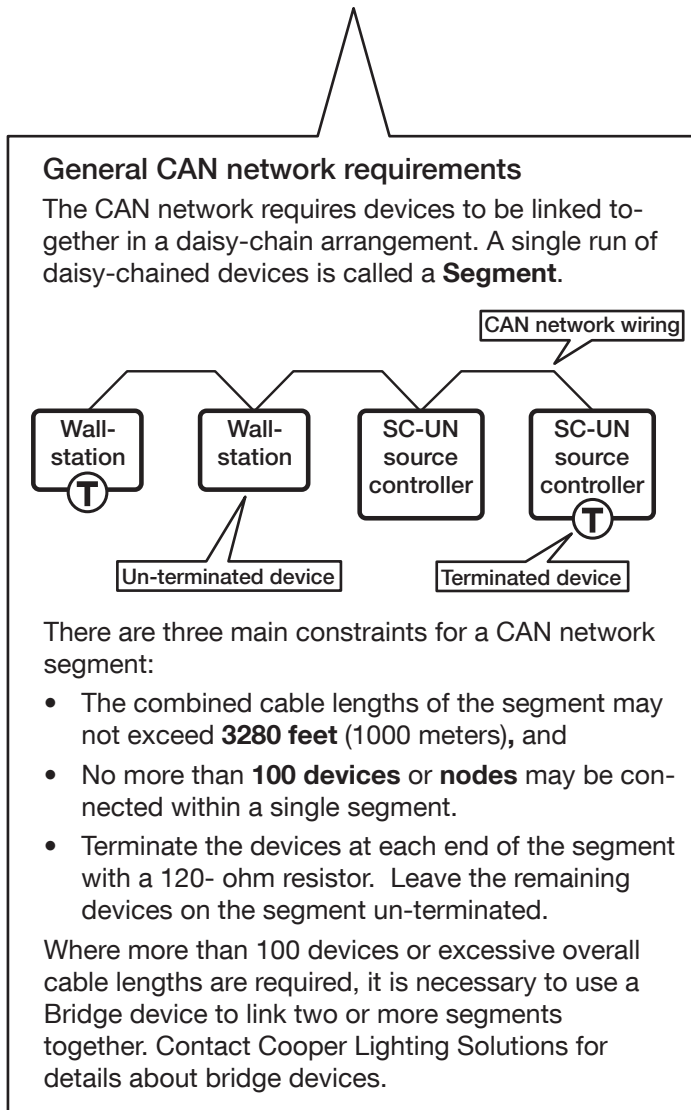 General CAN network requirements
The CAN network requires devices to be linked to-
gether in a daisy-chain arrangement. A single run of
daisy-chained devices is called a Segment.
CAN network wiring
Wall-
station
T
Wall-
station
SC-UN
source
controller
SC-UN
source
controller
T
Un-terminated device
Terminated device
There are three main constraints for a CAN network
segment:
• The combined cable lengths of the segment may
not exceed 3280 feet (1000 meters), and
• No more than 100 devices or nodes may be con-
nected within a single segment.
• Terminate the devices at each end of the segment
with a 120- ohm resistor.  Leave the remaining
devices on the segment un-terminated.
Where more than 100 devices or excessive overall
cable lengths are required, it is necessary to use a
Bridge device to link two or more segments
together. Contact Cooper Lighting Solutions for
details about bridge devices.